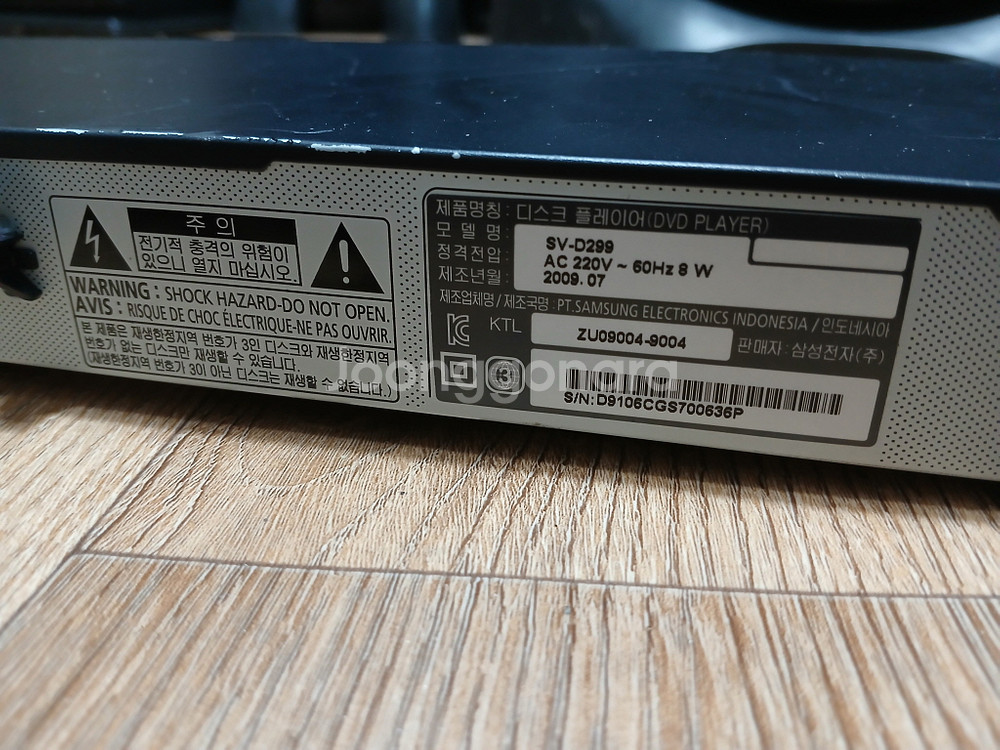 주 의
전기적 충격의 위험이
있으니 열지 마십시오.
WARNING : SHOCK HAZARD-DO NOT OPEN.
AVIS : RISQUE DE CHOC ÉLECTRIQUE-NE PAS OUVRIR.
본 제품은 재생한정지역 번호가 3인 디스크와 재생한정지역
번호가 없는 디스크만 재생할 수 있습니다.
(재생한정지역 번호가 3이 아닌 디스크는 재생할 수 없습니다.)
제품명칭 : 디스크 플레이어(DVD PLAYER)
모 델 명 : SV-D299
정격전압 : AC 220V ~ 60Hz 8 W
제조년월 : 2009. 07
제조업체명 / 제조국명 : PT.SAMSUNG ELECTRONICS INDONESIA / 인도네시아
KTL ZU09004-9004 판매자 : 삼성전자(주)
3
S/N: D9106CGS700636P
joonggoonara